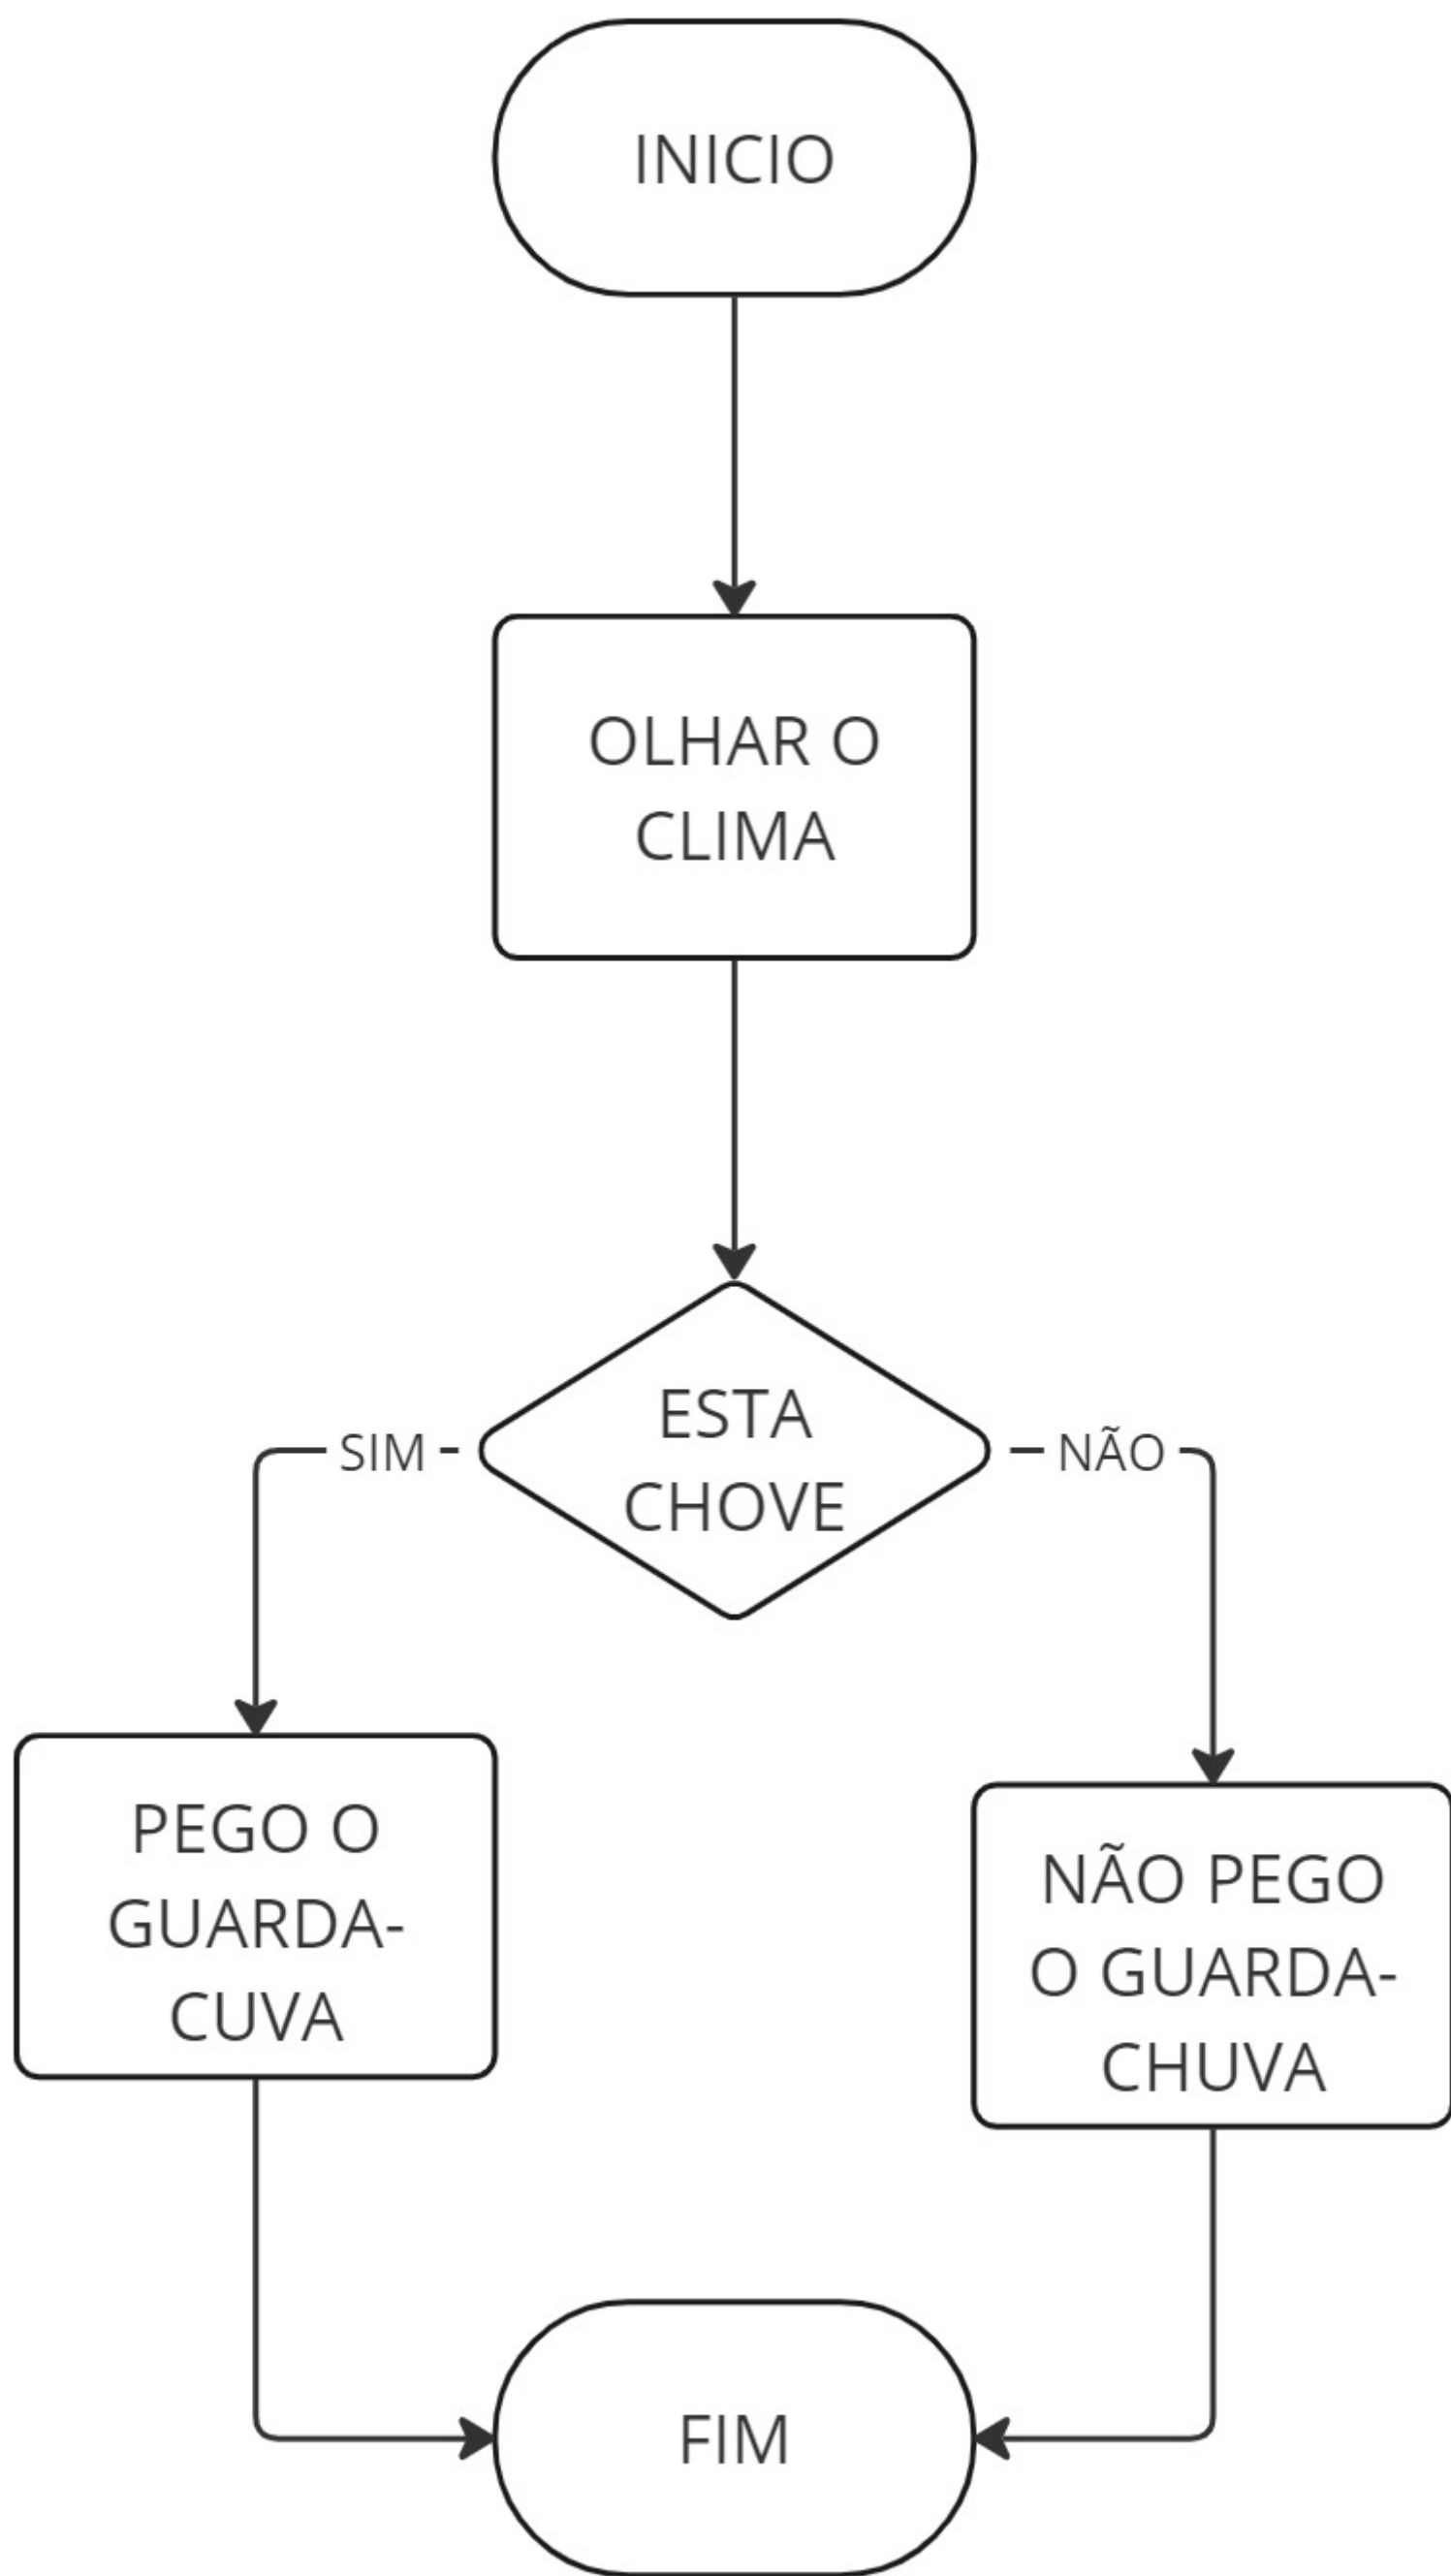 INICIO
OLHAR O
CLIMA
ESTA
CHOVE
SIM
NÃO
PEGO O
GUARDA-
CUVA
NÃO PEGO
O GUARDA-
CHUVA
FIM